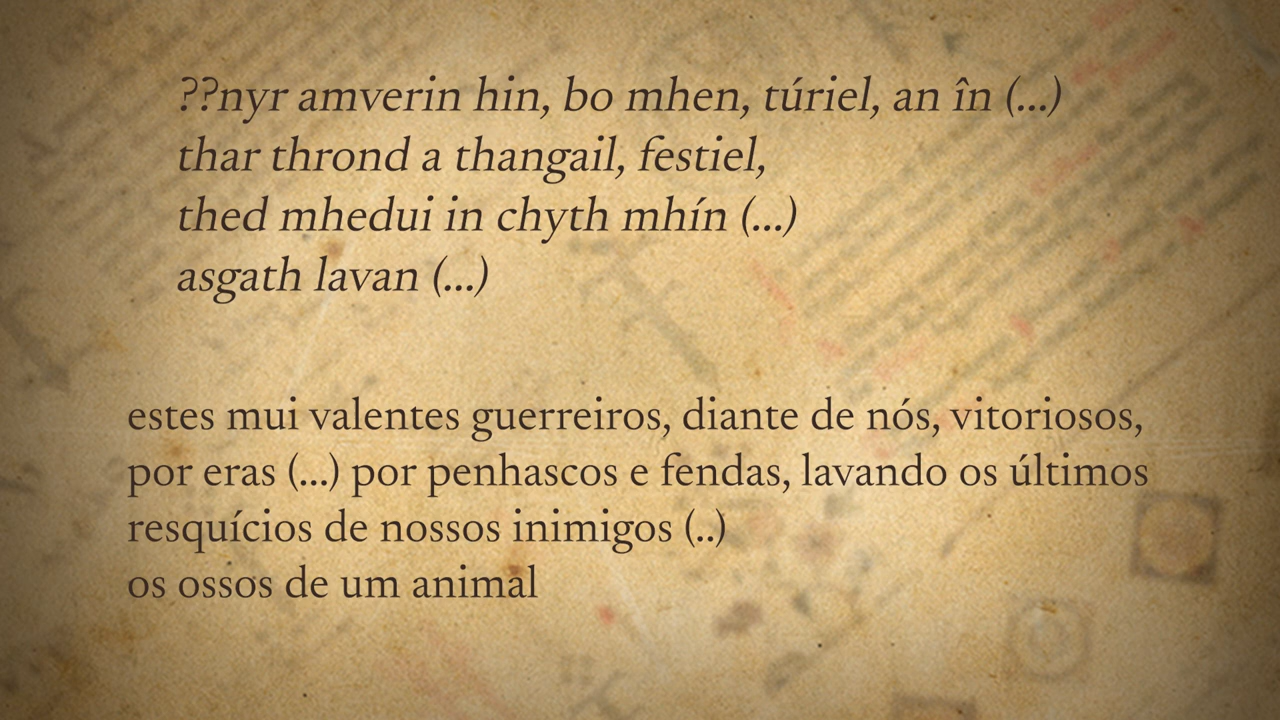 ??nyr amverin hin, bo mhen, túriel, an în (...)
thar thrond a thangail, festiel,
thed mhedui in chyth mhín (...)
asgath lavan (...)
estes mui valentes guerreiros, diante de nós, vitoriosos,
por eras (...) por penhascos e fendas, lavando os últimos
resquícios de nossos inimigos (..)
os ossos de um animal